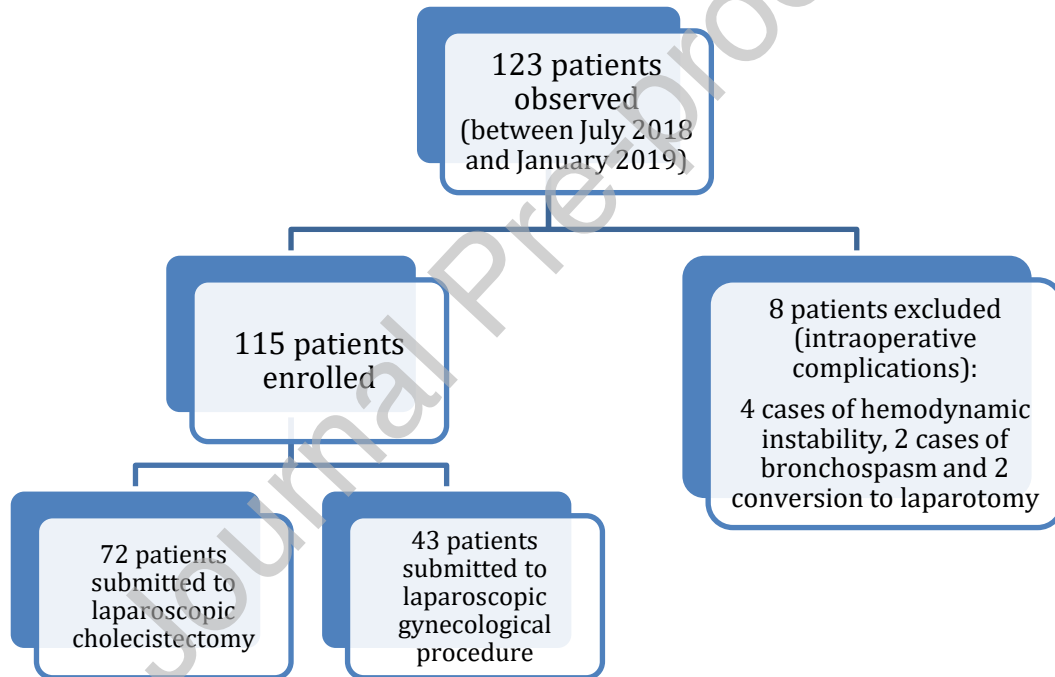 123 patients
observed
(between July 2018
and January 2019)
115 patients
enrolled
8 patients excluded
(intraoperative
complications):
4 cases of hemodynamic
instability, 2 cases of
bronchospasm and 2
conversion to laparotomy
72 patients
submitted to
laparoscopic
cholecistectomy
43 patients
submitted to
laparoscopic
gynecological
procedure
Journal Pre-proo